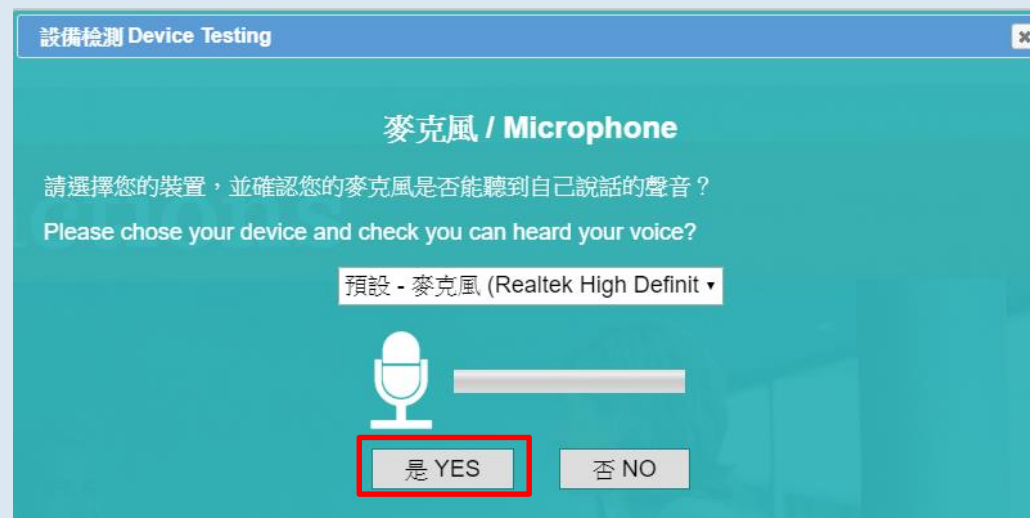 設備檢測 Device Testing
麥克風 / Microphone
請選擇您的裝置，並確認您的麥克風是否能聽到自己說話的聲音？
Please chose your device and check you can heard your voice?
預設 - 麥克風 (Realtek High Definit
是 YES
否 NO